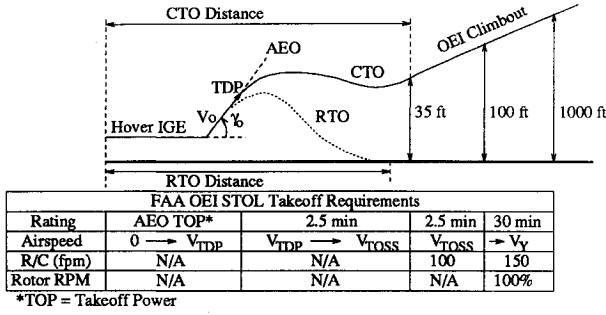 CTO Distance
OEI Climbout
AEO
CTO
TDP
RTO
Vo
γo
Hover IGE
35 ft
100 ft
1000 ft
RTO Distance
FAA OEI STOL Takeoff Requirements
Rating AEO TOP* 2.5 min 2.5 min 30 min
Airspeed 0 → VTDP VTDP → VTOSS VTOSS → VY
R/C (fpm) N/A N/A 100 150
Rotor RPM N/A N/A N/A 100%
*TOP = Takeoff Power